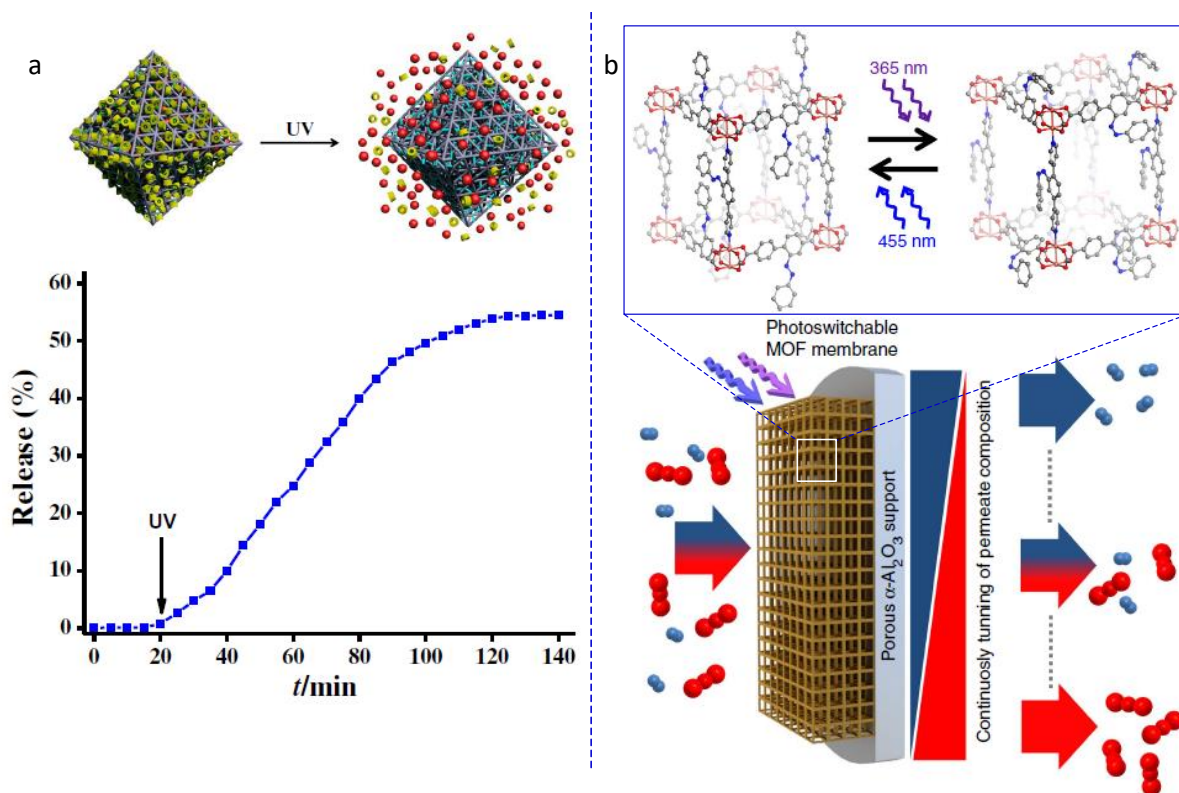 a
UV
60
50
40
30
20
10
0
Release (%)
UV
0 20 40 60 80 100 120 140
t/min
b
365 nm
455 nm
Photoswitchable
MOF membrane
Porous α-Al2O3 support
Continuosly tunning of permeate composition